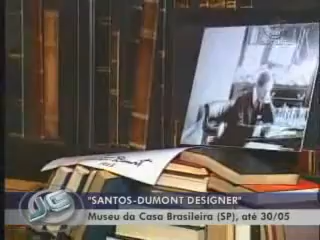 "SANTOS-DUMONT DESIGNER"
Museu da Casa Brasileira (SP), até 30/05